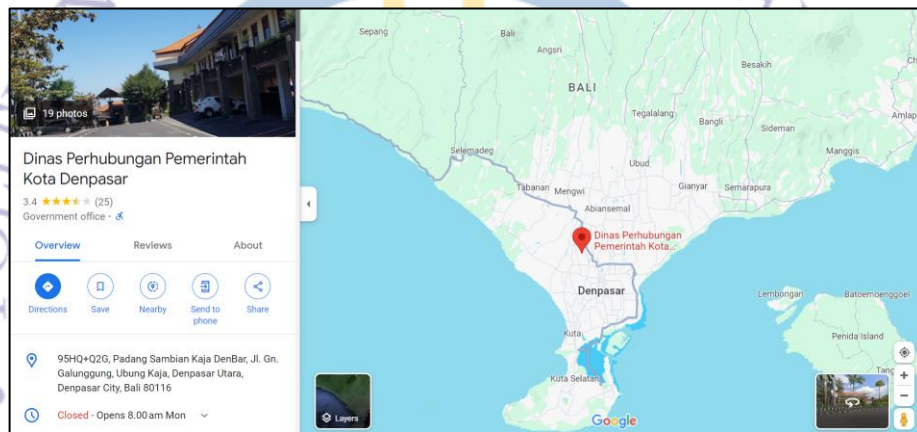 19 photos
Dinas Perhubungan Pemerintah
Kota Denpasar
3.4 (25)
Government office ·
Overview Reviews About
Directions Save Nearby Send to phone Share
95HQ+Q2G, Padang Sambian Kaja DenBar, Jl. Gn.
Galunggung, Ubung Kaja, Denpasar Utara,
Denpasar City, Bali 80116
Closed · Opens 8.00 am Mon
Sepang
Bali
Angsri
BALI
Besakih
Tegalalang
Bangli
Sideman
Amlap
Selemadeg
Manggis
Ubud
Tabanan
Mengwi
Gianyar
Semarapura
Abiansemal
Dinas Perhubungan
Pemerintah Kota...
Denpasar
Lembongan
Batoemoenggoel
Kuta
Penida Island
Tang
Kuta Selatan
Layers
Google